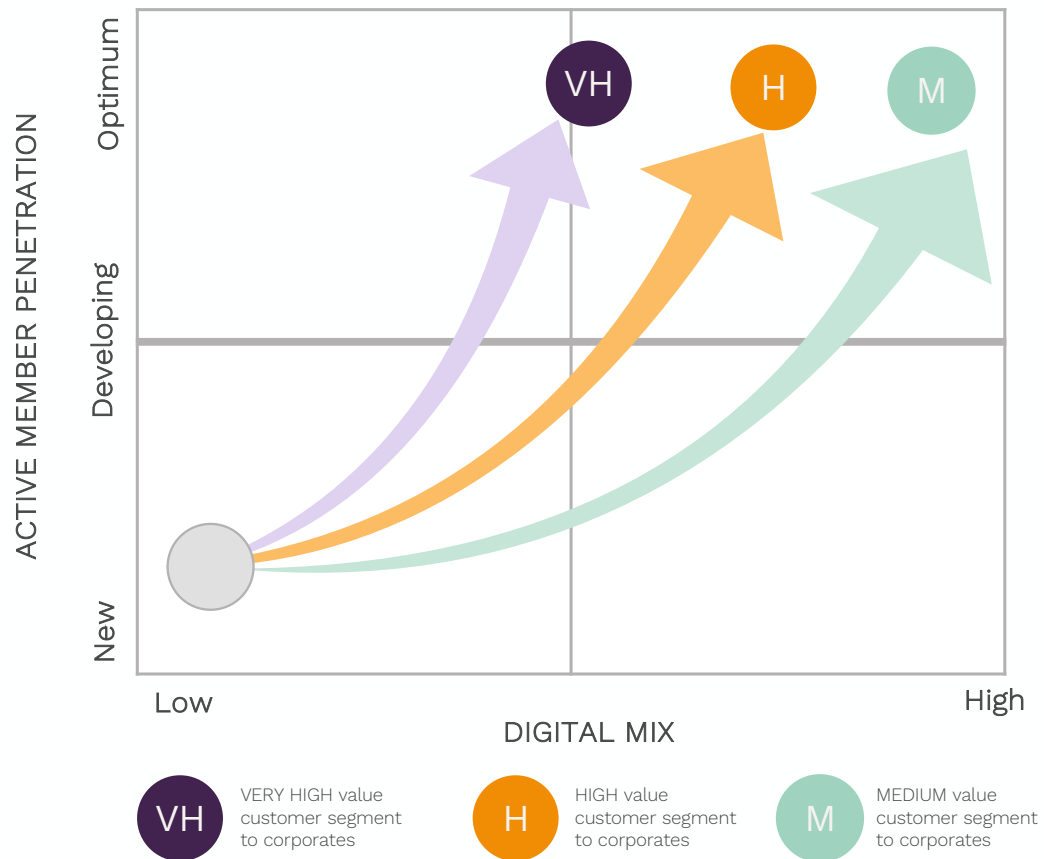 ACTIVE MEMBER PENETRATION
Optimum
Developing
New
VH
H
M
Low
High
DIGITAL MIX
VH
VERY HIGH value
customer segment
to corporates
H
HIGH value
customer segment
to corporates
M
MEDIUM value
customer segment
to corporates